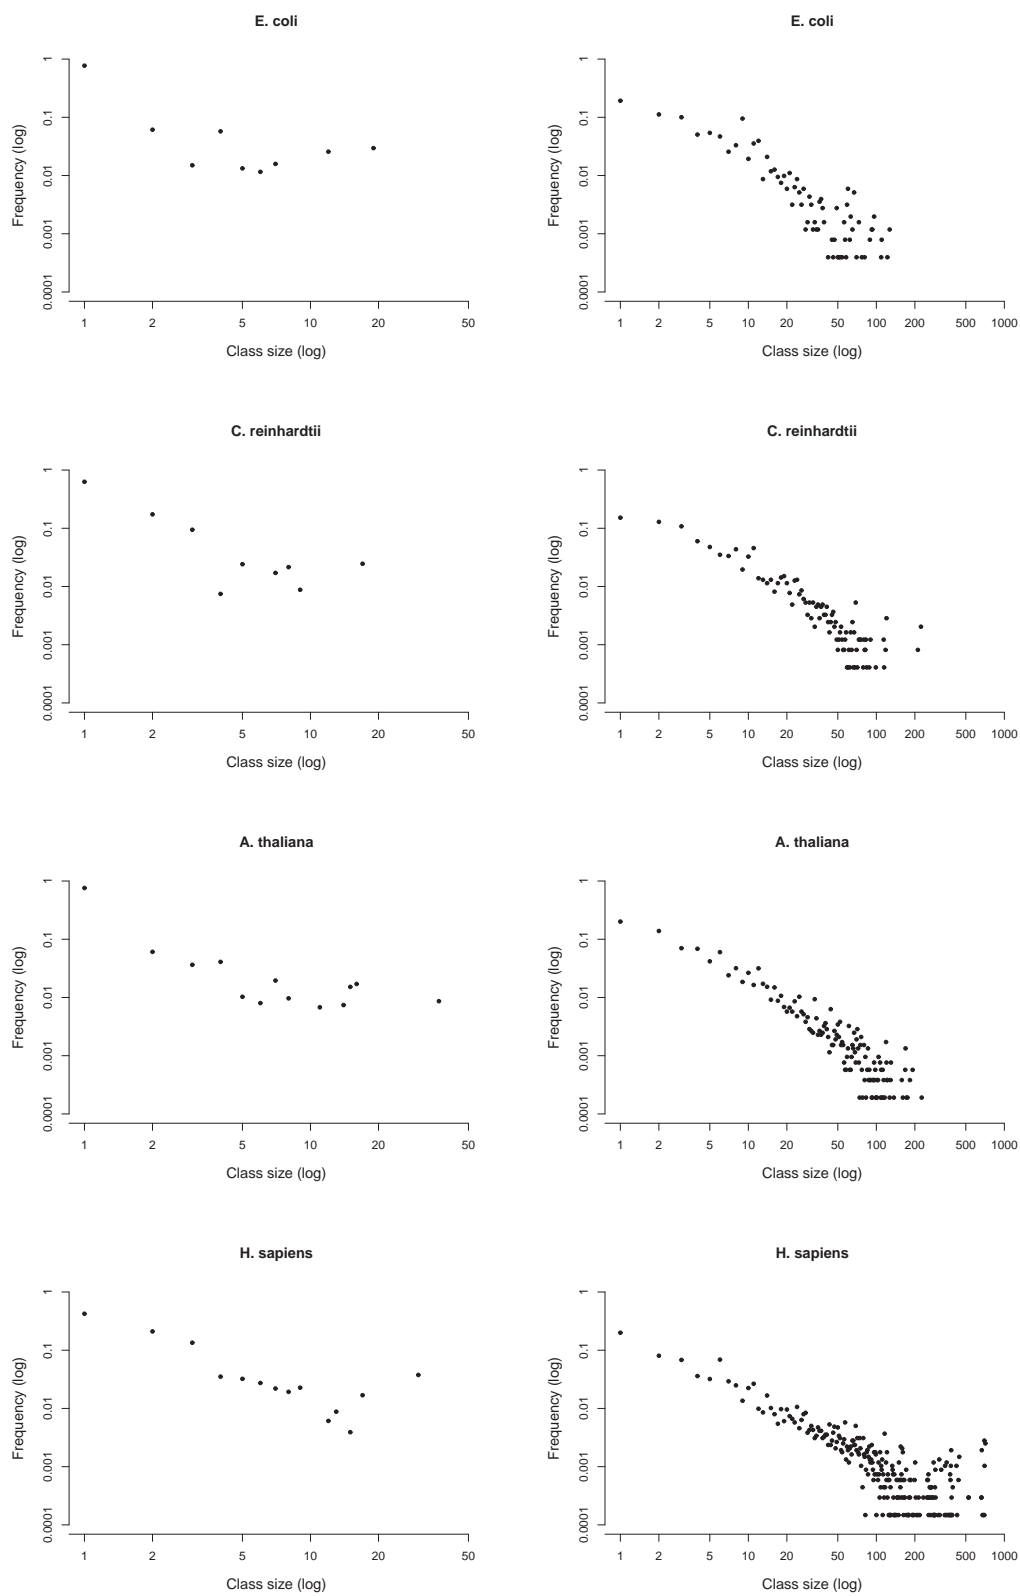 E. coli
Frequency (log)
1
0.1
0.01
0.001
0.0001
1 2 5 10 20 50
Class size (log)
E. coli
Frequency (log)
1
0.1
0.01
0.001
0.0001
1 2 5 10 20 50 100 200 500 1000
Class size (log)
C. reinhardtii
Frequency (log)
1
0.1
0.01
0.001
0.0001
1 2 5 10 20 50
Class size (log)
C. reinhardtii
Frequency (log)
1
0.1
0.01
0.001
0.0001
1 2 5 10 20 50 100 200 500 1000
Class size (log)
A. thaliana
Frequency (log)
1
0.1
0.01
0.001
0.0001
1 2 5 10 20 50
Class size (log)
A. thaliana
Frequency (log)
1
0.1
0.01
0.001
0.0001
1 2 5 10 20 50 100 200 500 1000
Class size (log)
H. sapiens
Frequency (log)
1
0.1
0.01
0.001
0.0001
1 2 5 10 20 50
Class size (log)
H. sapiens
Frequency (log)
1
0.1
0.01
0.001
0.0001
1 2 5 10 20 50 100 200 500 1000
Class size (log)